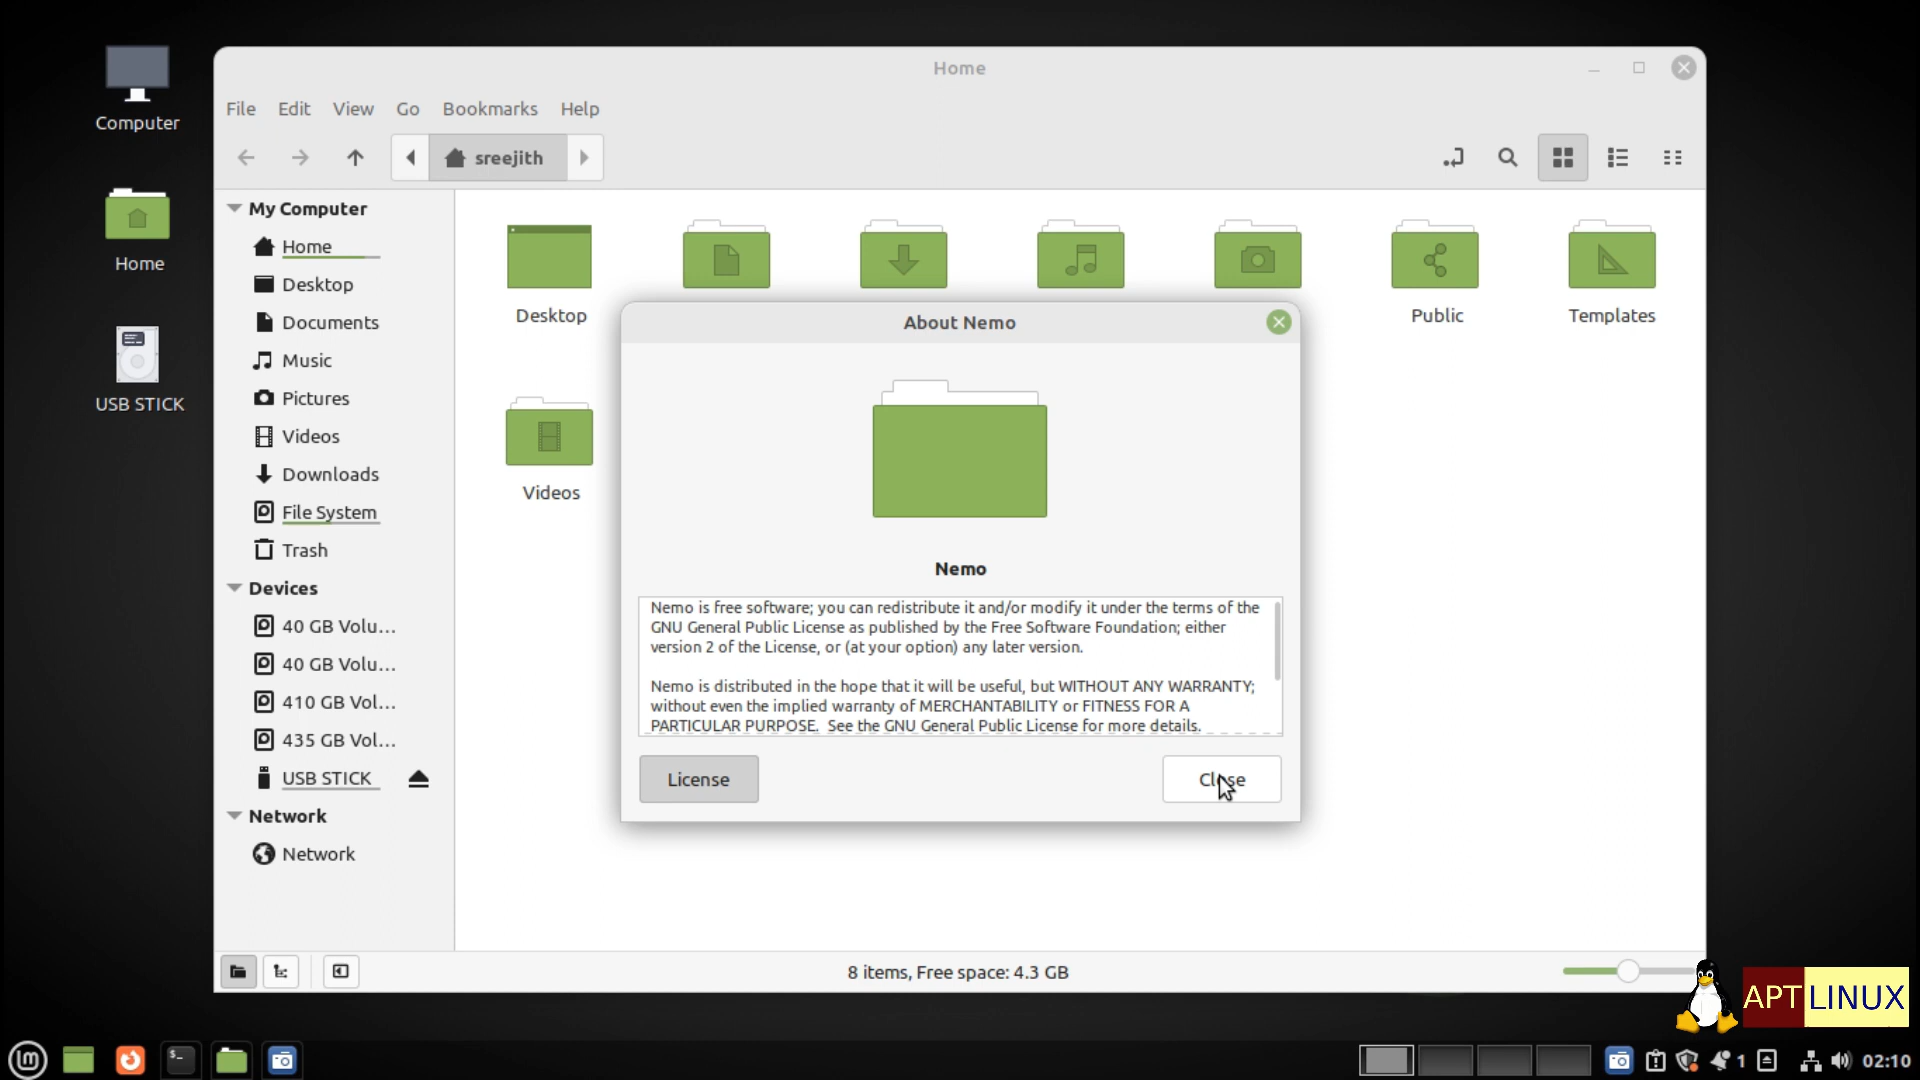 Computer
Home
USB STICK
Home
File Edit View Go Bookmarks Help
sreejith
My Computer
Home
Desktop
Documents
Music
Pictures
Videos
Downloads
File System
Trash
Devices
40 GB Volu...
40 GB Volu...
410 GB Vol...
435 GB Vol...
USB STICK
Network
Network
Desktop
Public
Templates
Videos
About Nemo
Nemo
Nemo is free software; you can redistribute it and/or modify it under the terms of the
GNU General Public License as published by the Free Software Foundation; either
version 2 of the License, or (at your option) any later version.
Nemo is distributed in the hope that it will be useful, but WITHOUT ANY WARRANTY;
without even the implied warranty of MERCHANTABILITY or FITNESS FOR A
PARTICULAR PURPOSE.  See the GNU General Public License for more details.
License
Close
8 items, Free space: 4.3 GB
APT LINUX
1
02:10